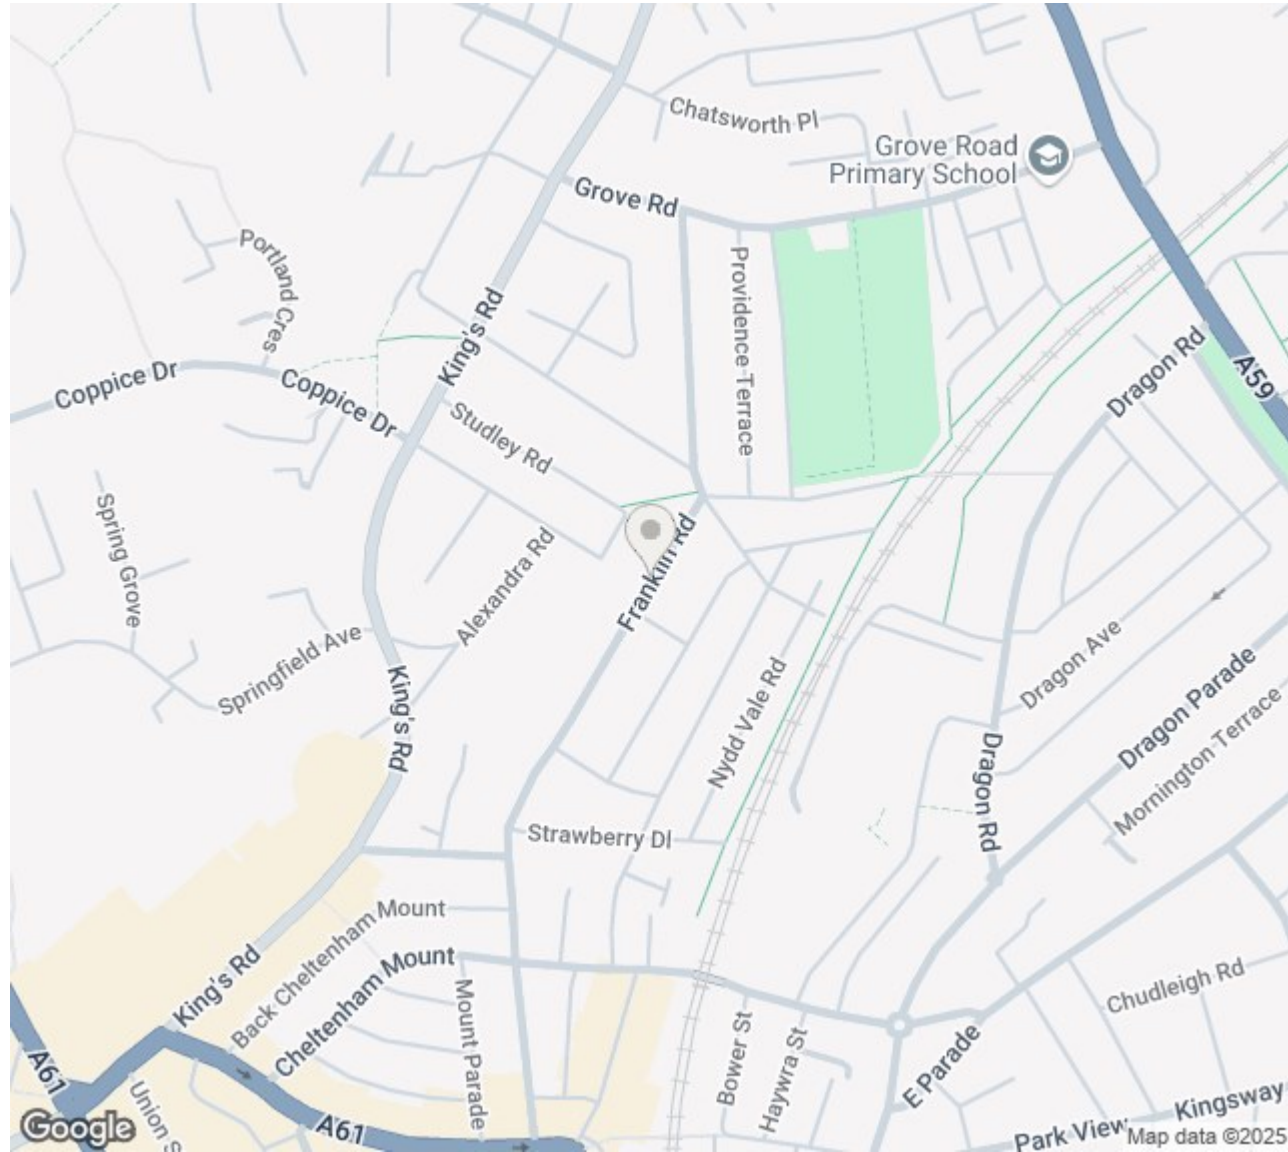 Chatsworth Pl
Grove Road
Primary School
Grove Rd
Portland Cres
Providence Terrace
King's Rd
Dragon Rd
A59
Coppice Dr
Coppice Dr
Studley Rd
Spring Grove
Alexandra Rd
Franklin Rd
Springfield Ave
King's Rd
Nydd Vale Rd
Dragon Ave
Dragon Parade
Mornington Terrace
Dragon Rd
Strawberry Dl
Back Cheltenham Mount
King's Rd
Cheltenham Mount
Mount Parade
Chudleigh Rd
Bower St
Haywra St
E Parade
A61
Union S
A61
Park View
Kingsway
Google
Map data ©2025